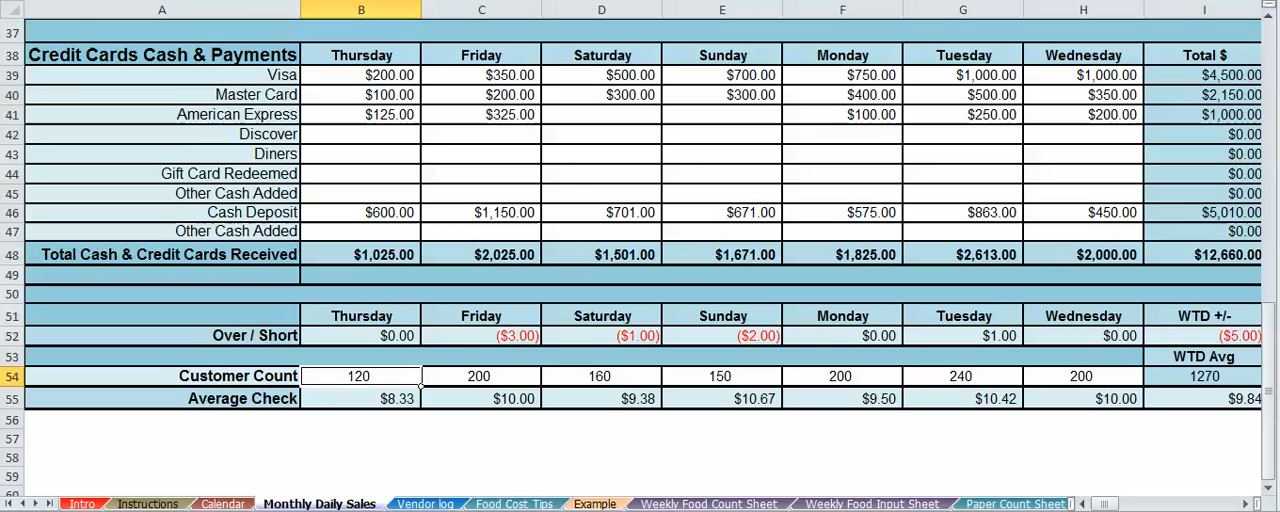 A B C D E F G H I
37
38 Credit Cards Cash & Payments Thursday Friday Saturday Sunday Monday Tuesday Wednesday Total $
39 Visa $200.00 $350.00 $500.00 $700.00 $750.00 $1,000.00 $1,000.00 $4,500.00
40 Master Card $100.00 $200.00 $300.00 $300.00 $400.00 $500.00 $350.00 $2,150.00
41 American Express $125.00 $325.00 $100.00 $250.00 $200.00 $1,000.00
42 Discover $0.00
43 Diners $0.00
44 Gift Card Redeemed $0.00
45 Other Cash Added $0.00
46 Cash Deposit $600.00 $1,150.00 $701.00 $671.00 $575.00 $863.00 $450.00 $5,010.00
47 Other Cash Added $0.00
48 Total Cash & Credit Cards Received $1,025.00 $2,025.00 $1,501.00 $1,671.00 $1,825.00 $2,613.00 $2,000.00 $12,660.00
49
50
51 Thursday Friday Saturday Sunday Monday Tuesday Wednesday WTD +/-
52 Over / Short $0.00 ($3.00) ($1.00) ($2.00) $0.00 $1.00 $0.00 ($5.00)
53 WTD Avg
54 Customer Count 120 200 160 150 200 240 200 1270
55 Average Check $8.33 $10.00 $9.38 $10.67 $9.50 $10.42 $10.00 $9.84
56
57
58
59
Intro Instructions Calendar Monthly Daily Sales Vendor log Food Cost Tips Example Weekly Food Count Sheet Weekly Food Input Sheet Paper Count Sheet